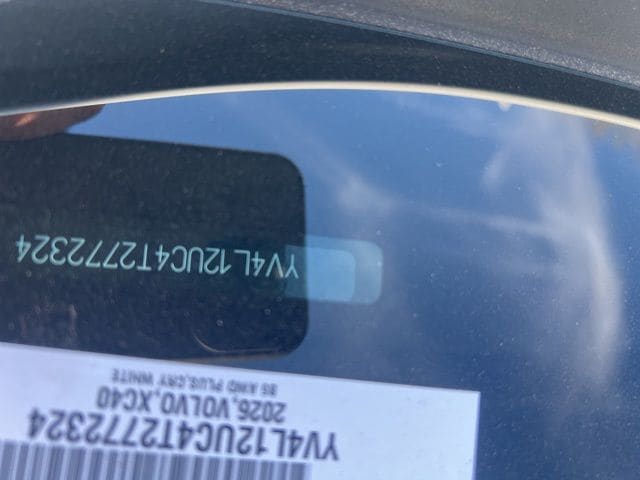 YV4L12UC4T2772324
2026,VOLVO,XC40
B5 AWD PLUS,CRY WHITE
YV4L12UC4T2772324